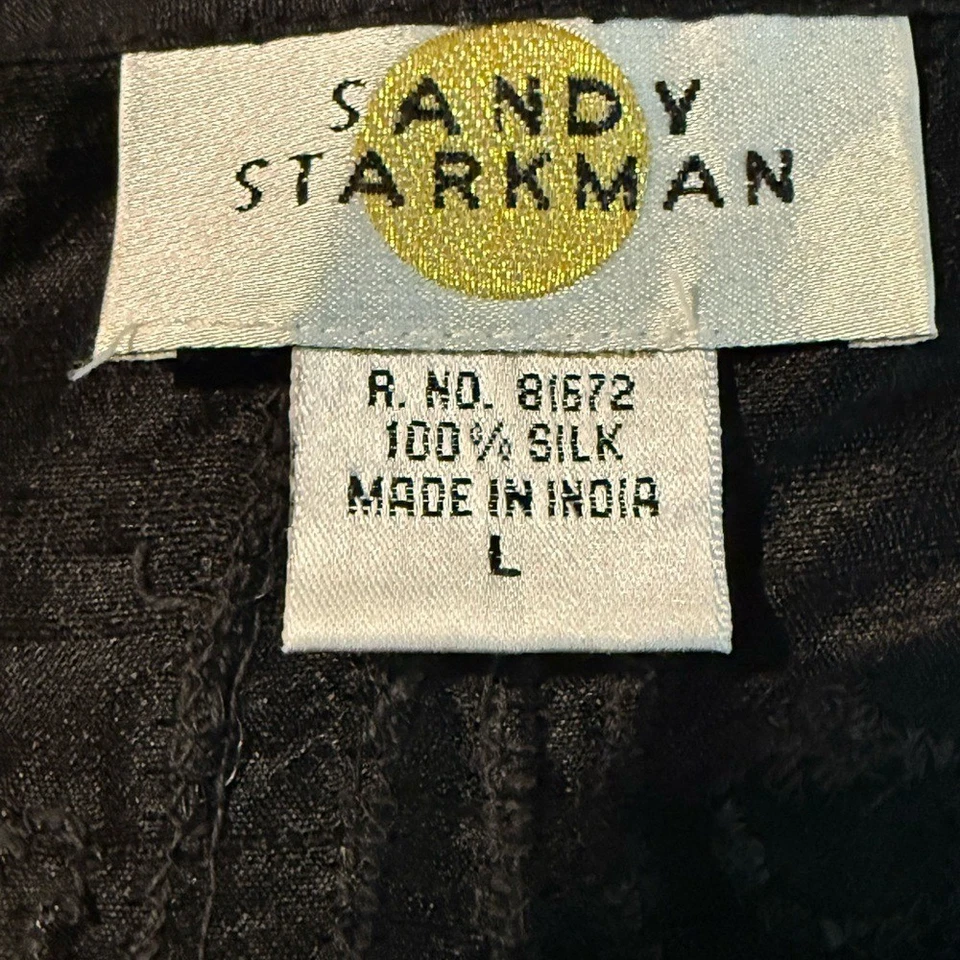 SANDY
STARKMAN
R. NO. 81672
100% SILK
MADE IN INDIA
L